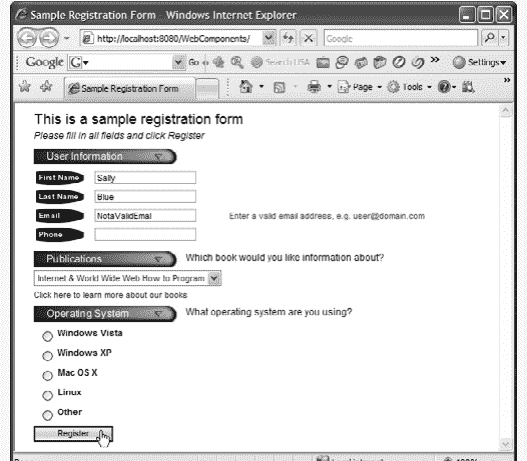 Sample Registration Form - Windows Internet Explorer
http://localhost:8080/WebComponents/
Google
Google G Go Search USA Settings
Sample Registration Form Page Tools
This is a sample registration form
Please fill in all fields and click Register
User Information
First Name Sally
Last Name Blue
Email NotaValidEmal Enter a valid email address, e.g. user@domain.com
Phone
Publications Which book would you like information about?
Internet & World Wide Web How to Program
Click here to learn more about our books
Operating System What operating system are you using?
Windows Vista
Windows XP
Mac OS X
Linux
Other
Register